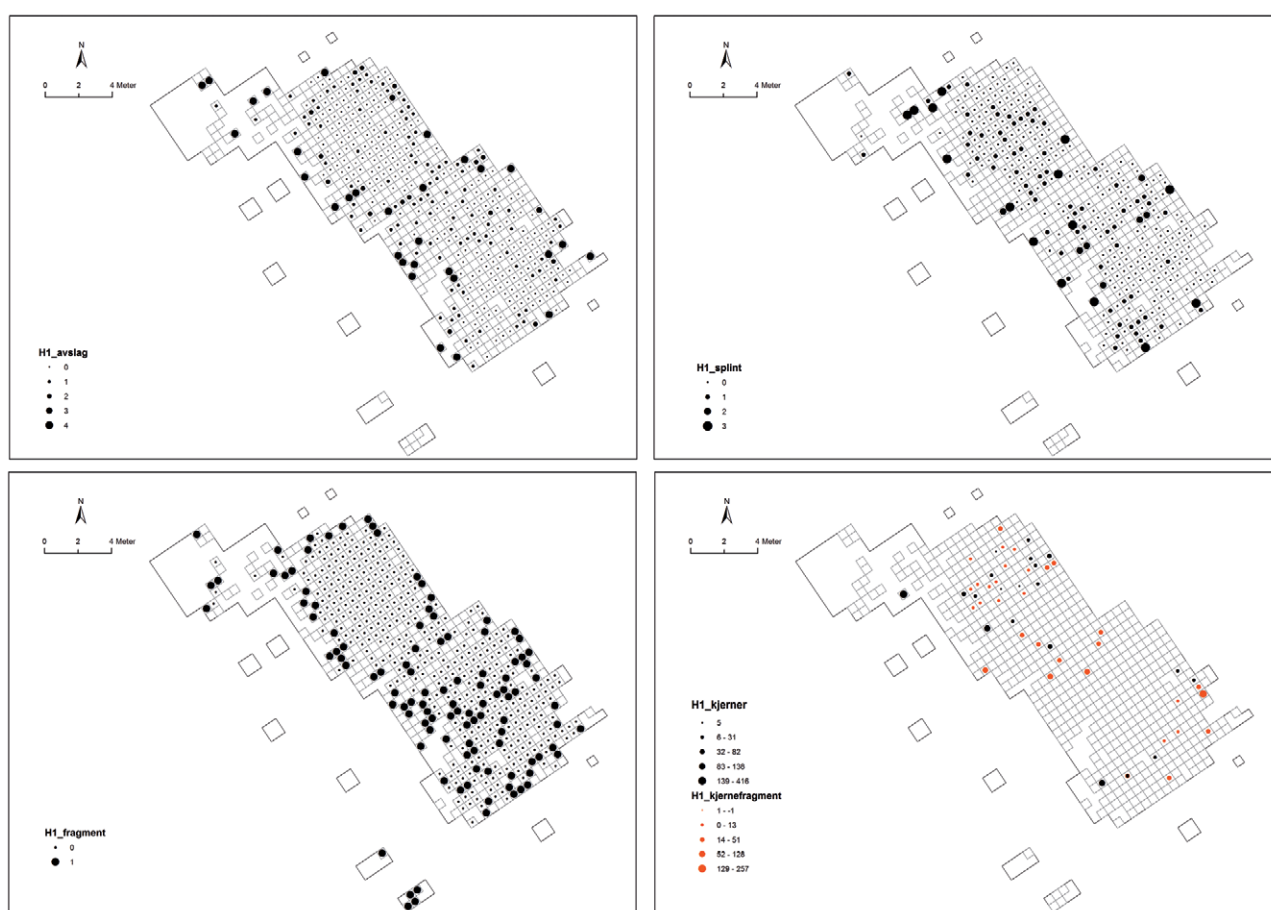 N
0 2 4 Meter
H1_avslag
0
1
2
3
4
N
0 2 4 Meter
H1_splint
0
1
2
3
N
0 2 4 Meter
H1_fragment
0
1
N
0 2 4 Meter
H1_kjerner
5
6 - 31
32 - 82
83 - 138
139 - 416
H1_kjernefragment
1 - -1
0 - 13
14 - 51
52 - 128
129 - 257